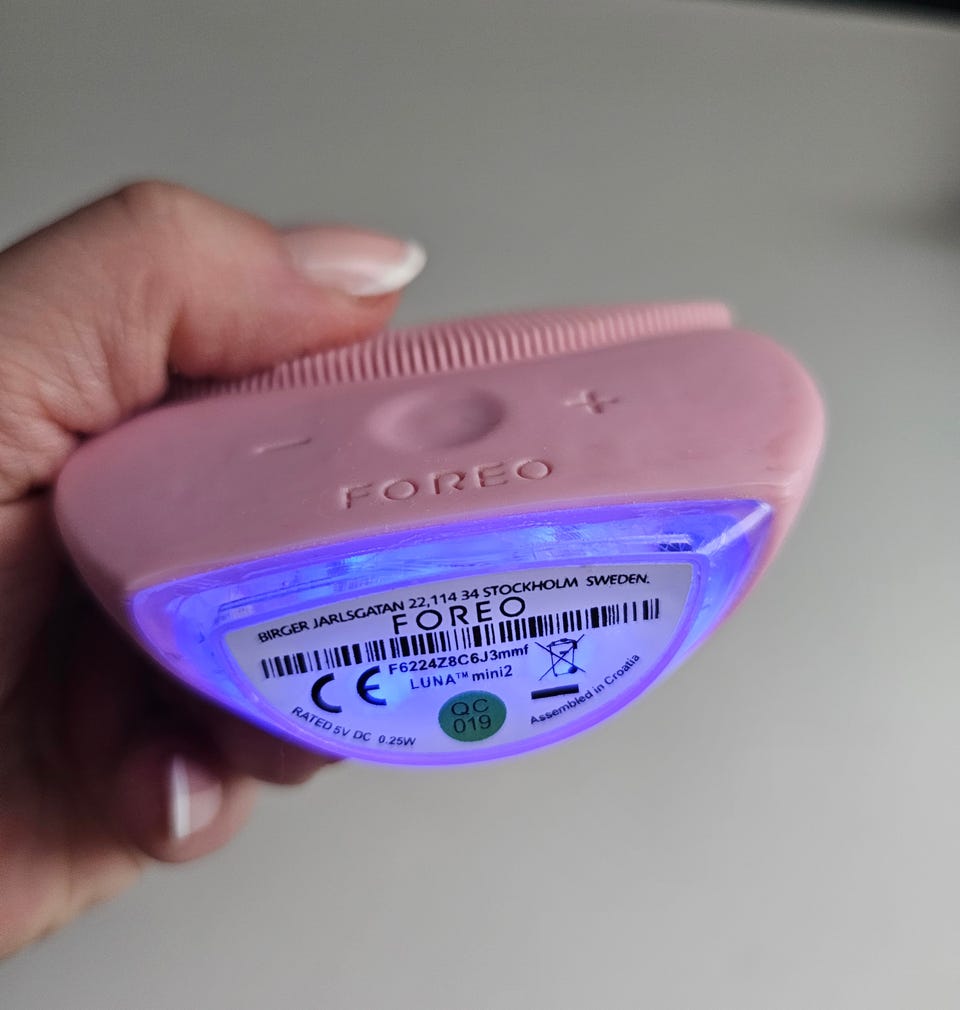 − +
FOREO
BIRGER JARLSGATAN 22,114 34 STOCKHOLM SWEDEN.
FOREO
F6224Z8C6J3mmf
CE
LUNA™ mini2
QC
019
RATED 5V DC 0.25W
Assembled in Croatia